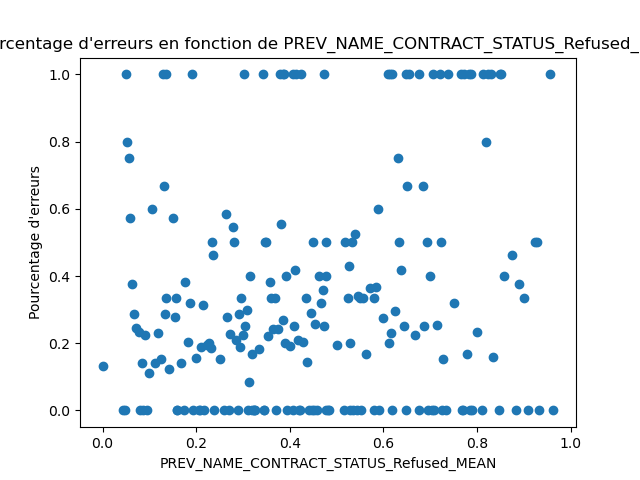 rcentage d'erreurs en fonction de PREV_NAME_CONTRACT_STATUS_Refused_
1.0
0.8
0.6
0.4
0.2
0.0
Pourcentage d'erreurs
0.0 0.2 0.4 0.6 0.8 1.0
PREV_NAME_CONTRACT_STATUS_Refused_MEAN